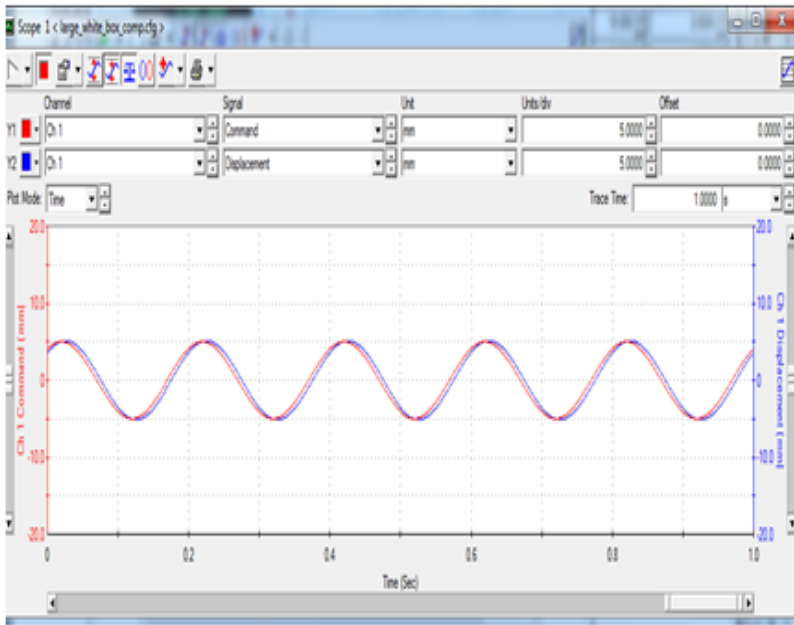 Scope 1 < large_white_box_comp.cfg >
Channel Signal Unit Units/div Offset
Y1 Ch 1 Command mm 5.0000 0.0000
Y2 Ch 1 Displacement mm 5.0000 0.0000
Plot Mode: Time Trace Time: 1.0000 s
20.0 20.0
10.0 10.0
0 0
-10.0 -10.0
-20.0 -20.0
Ch 1 Command [mm]
Ch 1 Displacement [mm]
0 0.2 0.4 0.6 0.8 1.0
Time (Sec)